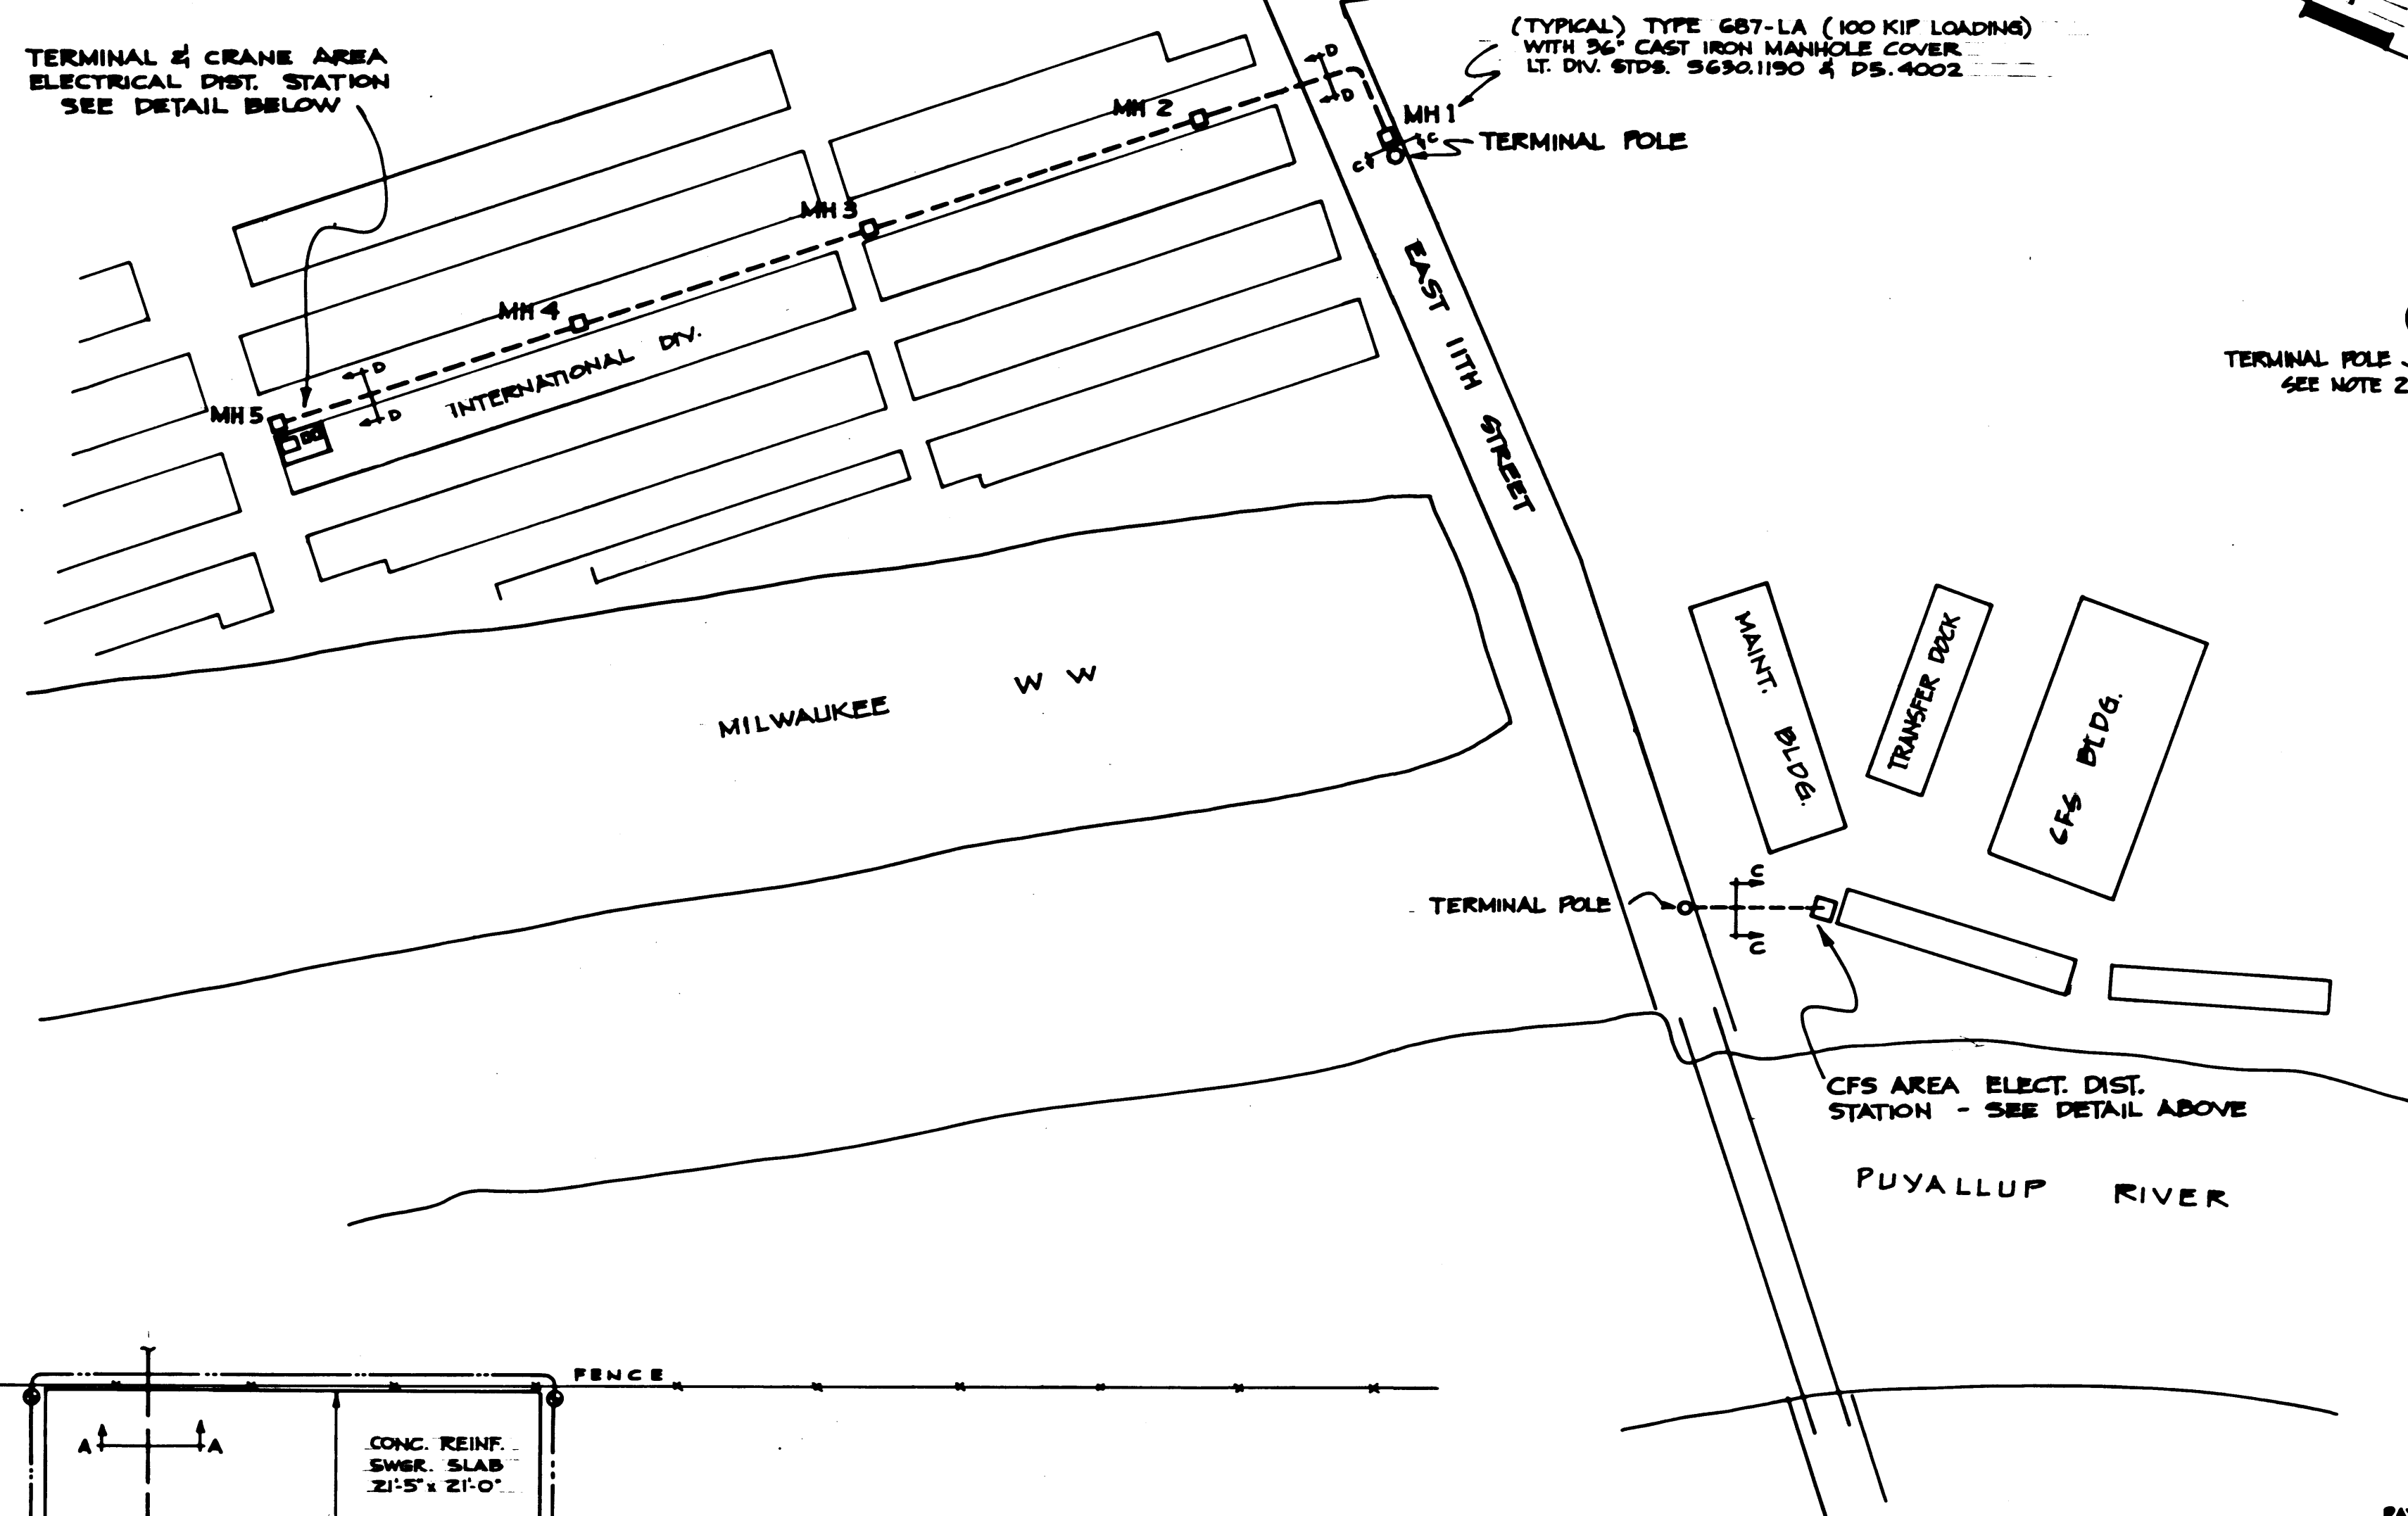 TERMINAL & CRANE AREA
ELECTRICAL DIST. STATION
SEE DETAIL BELOW
(TYPICAL) TYPE 687-LA (100 KIP LOADING)
WITH 36" CAST IRON MANHOLE COVER
LT. DIV. STDS. 5630.1190 & D5.4002
D
D
MH 2
MH 1
C
C
TERMINAL POLE
MH 3
MH 4
EAST 11TH STREET
TERMINAL POLE
SEE NOTE 2
D
D
INTERNATIONAL DIV.
MH 5
MAINT. BLDG.
TRANSFER DOCK
CFS BLDG.
MILWAUKEE W W
C
TERMINAL POLE
C
CFS AREA ELECT. DIST.
STATION - SEE DETAIL ABOVE
PUYALLUP RIVER
FENCE
A A
CONC. REINF.
SWGR. SLAB
21'-5" x 21'-0"